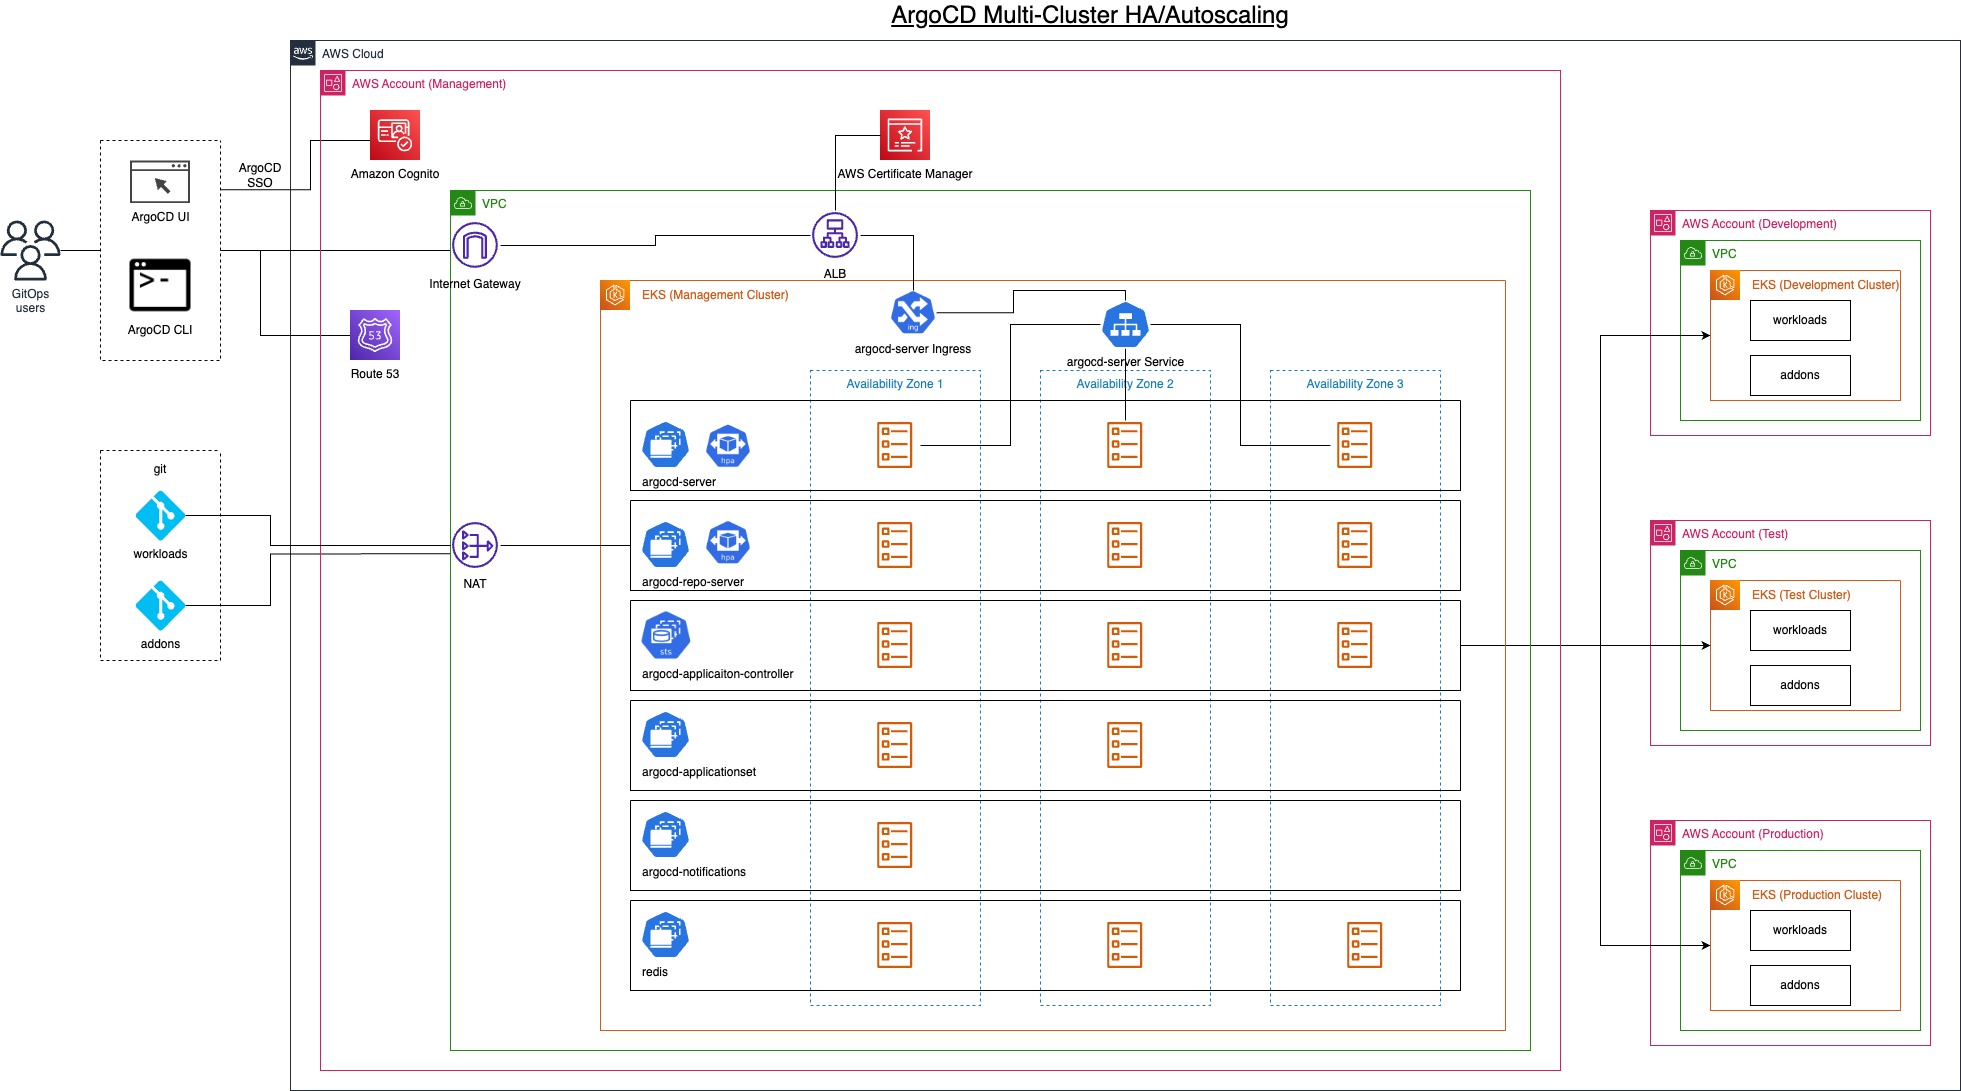 ArgoCD Multi-Cluster HA/Autoscaling
aws
AWS Cloud
AWS Account (Management)
Amazon Cognito
AWS Certificate Manager
ArgoCD
SSO
ArgoCD UI
ArgoCD CLI
GitOps
users
VPC
Internet Gateway
ALB
53
Route 53
EKS (Management Cluster)
ing
argocd-server Ingress
argocd-server Service
Availability Zone 1
Availability Zone 2
Availability Zone 3
hpa
argocd-server
git
workloads
addons
NAT
hpa
argocd-repo-server
sts
argocd-applicaiton-controller
argocd-applicationset
argocd-notifications
redis
AWS Account (Development)
VPC
EKS (Development Cluster)
workloads
addons
AWS Account (Test)
VPC
EKS (Test Cluster)
workloads
addons
AWS Account (Production)
VPC
EKS (Production Cluste)
workloads
addons